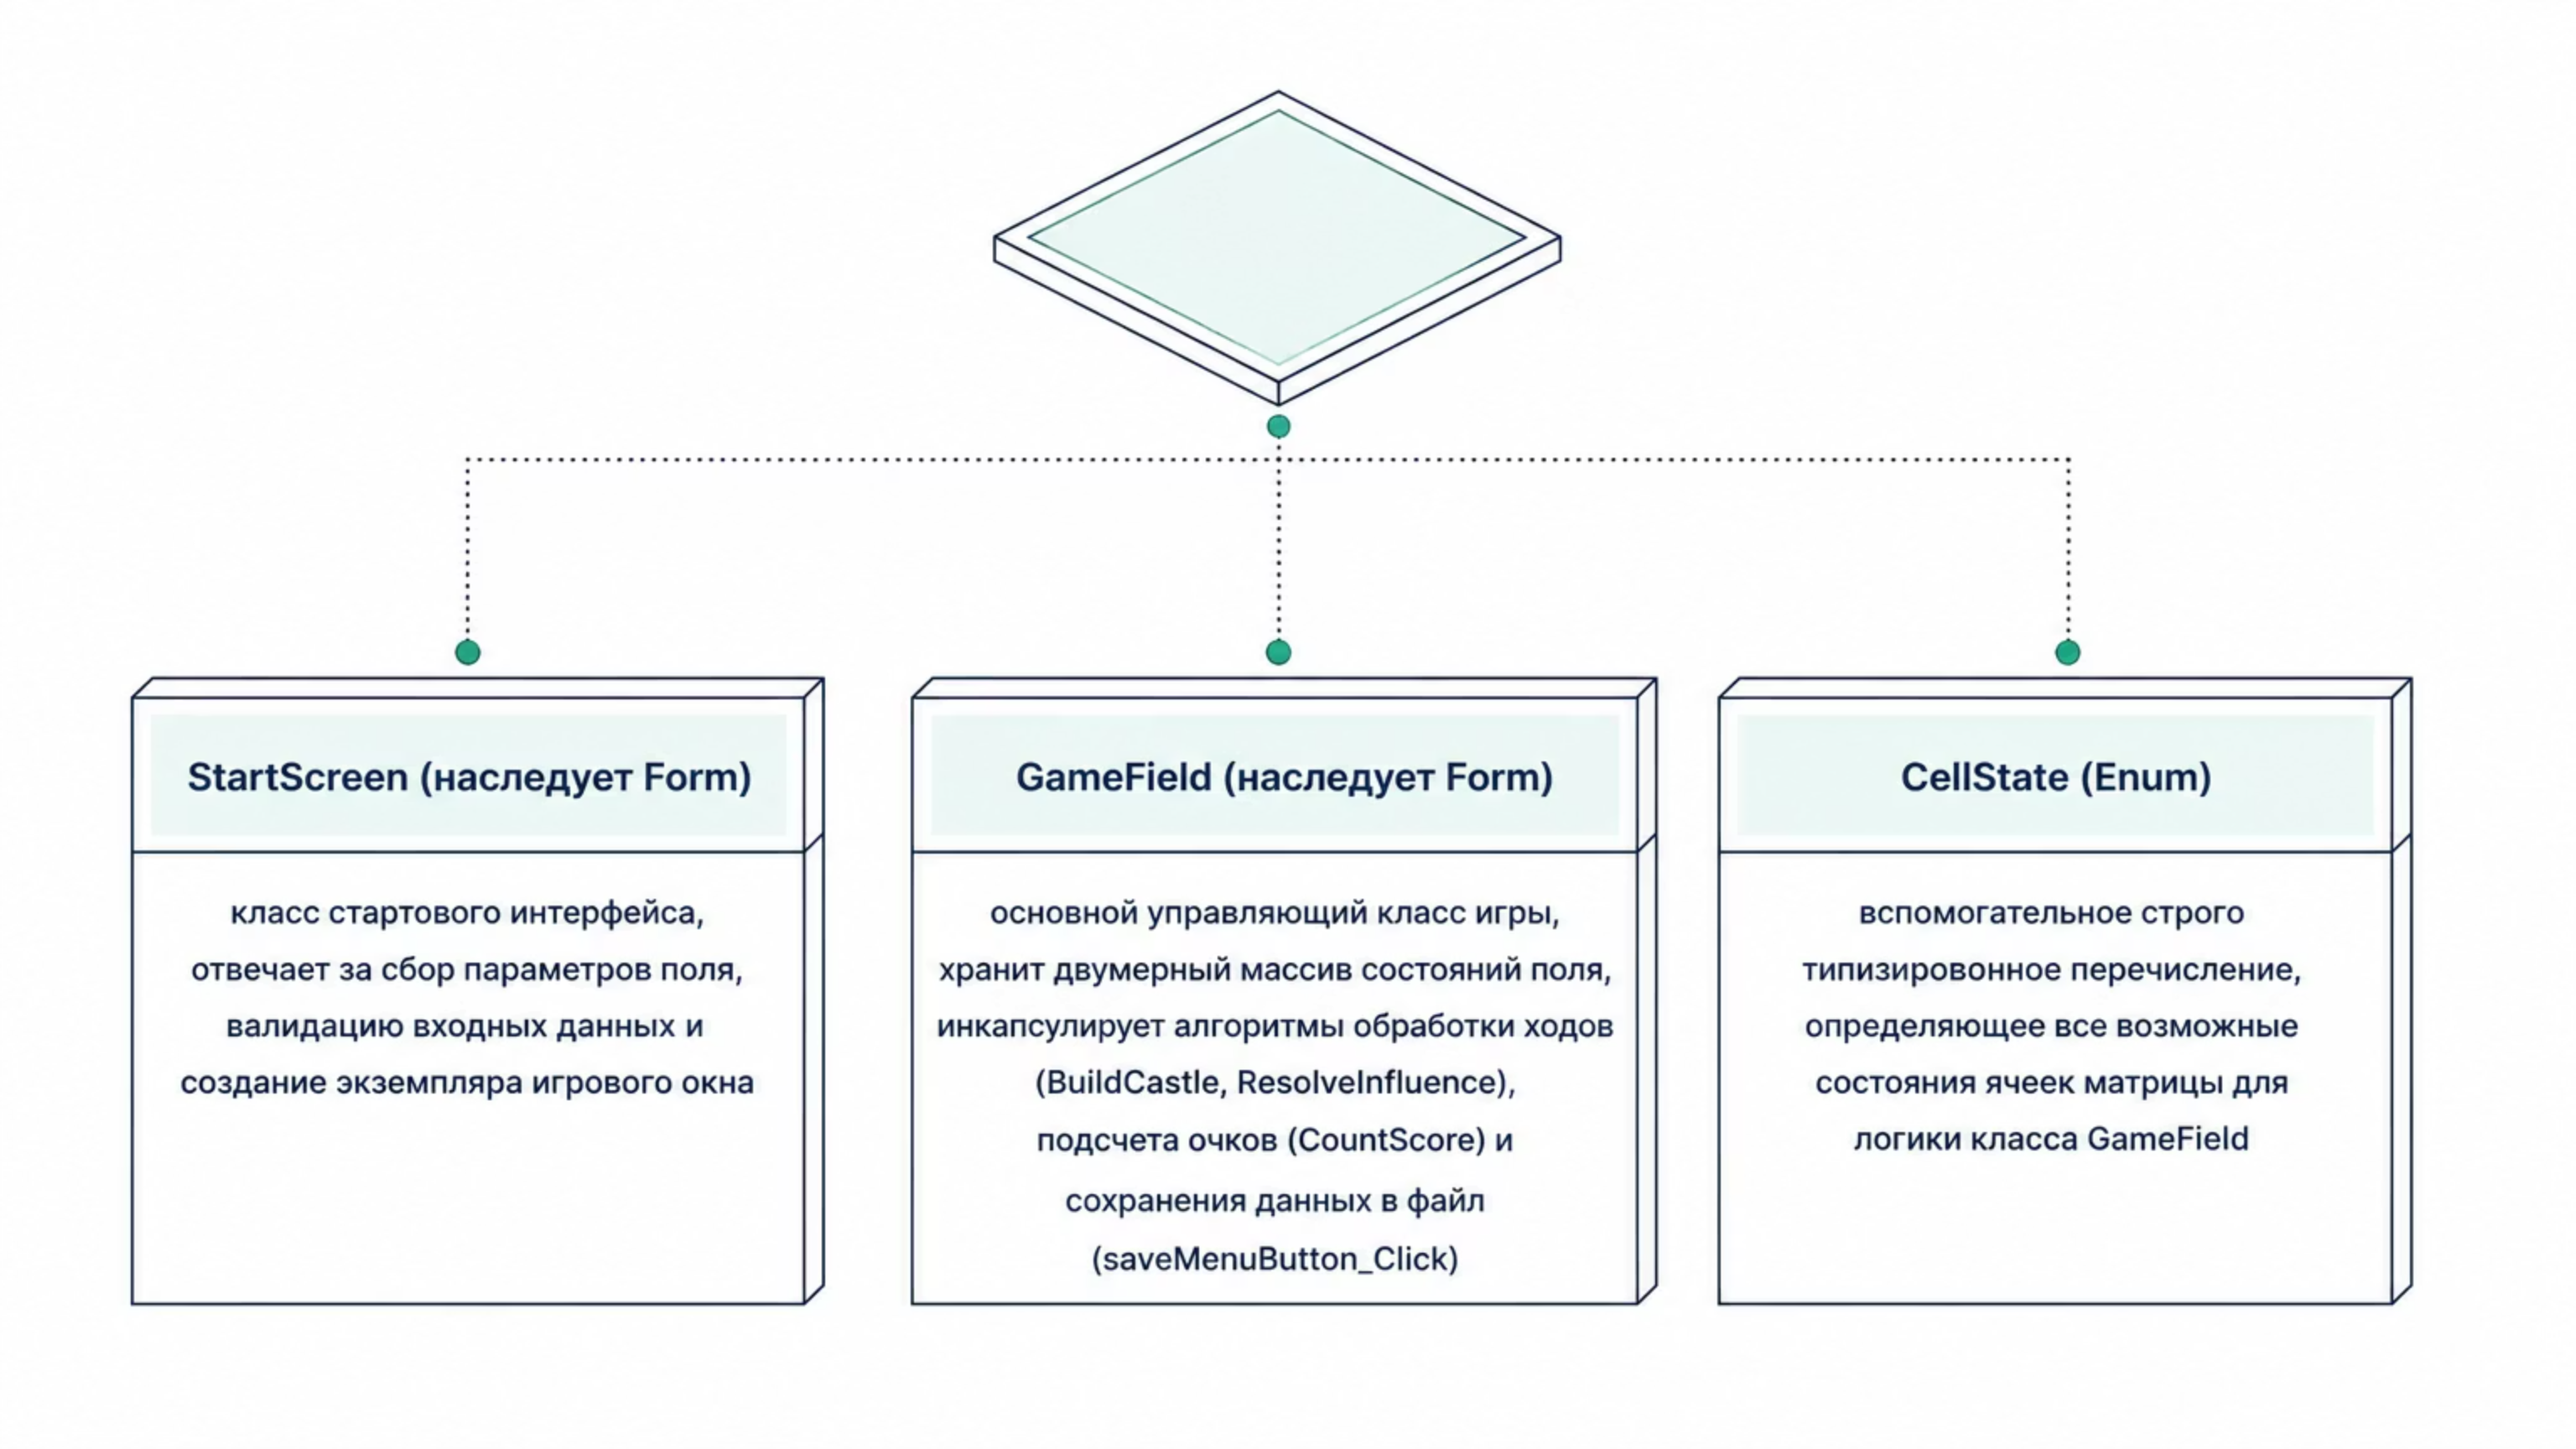 StartScreen (наследует Form)
класс стартового интерфейса,
отвечает за сбор параметров поля,
валидацию входных данных и
создание экземпляра игрового окна
GameField (наследует Form)
основной управляющий класс игры,
хранит двумерный массив состояний поля,
инкапсулирует алгоритмы обработки ходов
(BuildCastle, ResolveInfluence),
подсчета очков (CountScore) и
сохранения данных в файл
(saveMenuButton_Click)
CellState (Enum)
вспомогательное строго
типизировонное перечисление,
определяющее все возможные
состояния ячеек матрицы для
логики класса GameField